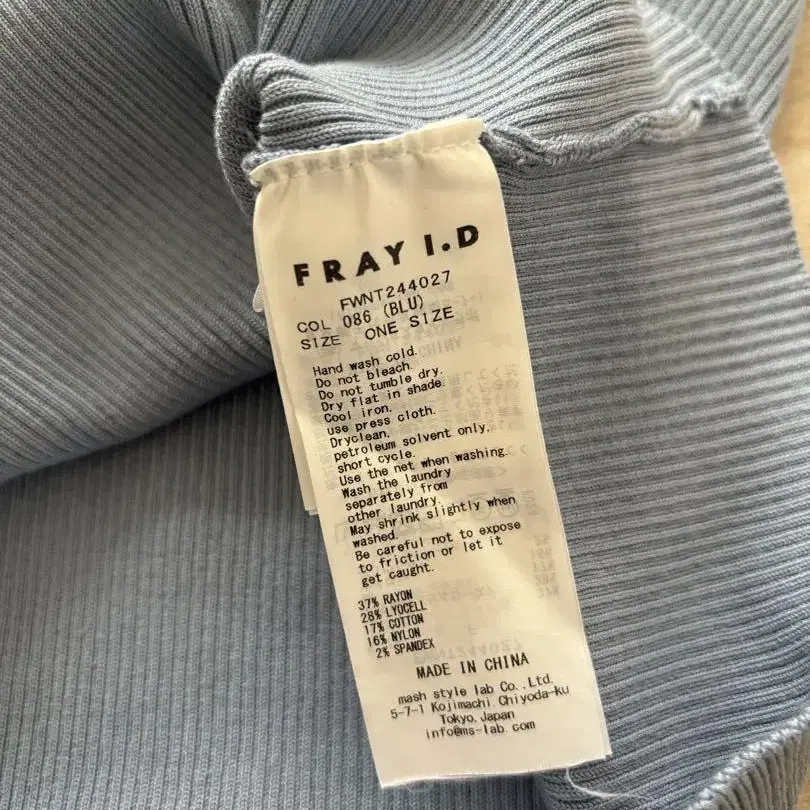 FRAY I.D
FWNT244027
COL 086 (BLU)
SIZE ONE SIZE
Hand wash cold.
Do not bleach.
Do not tumble dry.
Dry flat in shade.
Cool iron,
use press cloth.
Dryclean,
petroleum solvent only,
short cycle.
Use the net when washing.
Wash the laundry
separately from
other laundry.
May shrink slightly when
washed.
Be careful not to expose
to friction or let it
get caught.
37% RAYON
28% LYOCELL
17% COTTON
16% NYLON
2% SPANDEX
MADE IN CHINA
mash style lab Co.,Ltd.
5-7-1 Kojimachi Chiyoda-ku
Tokyo,Japan
info@ms-lab.com